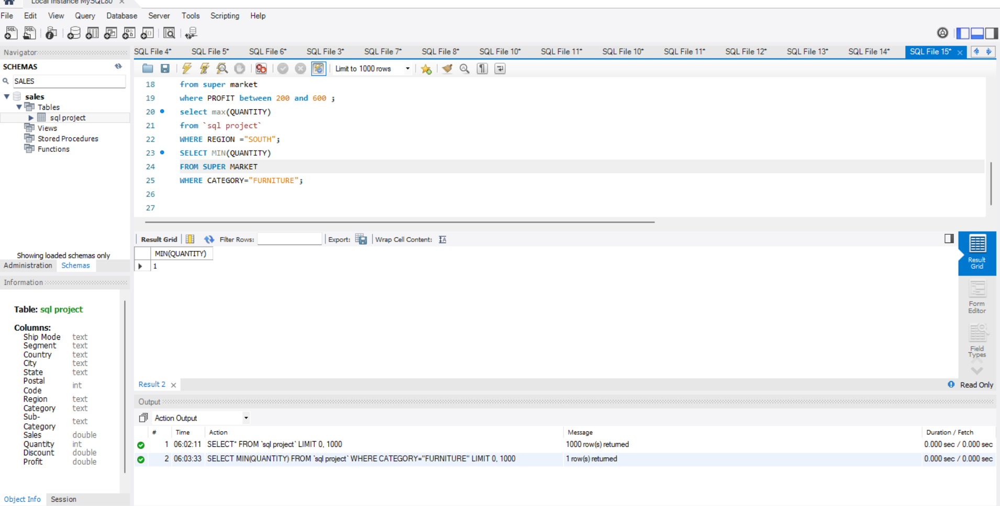 Local instance MySQL80 ×
File Edit View Query Database Server Tools Scripting Help
Navigator
SCHEMAS
SALES
sales
Tables
sql project
Views
Stored Procedures
Functions
Showing loaded schemas only
Administration Schemas
Information
Table: sql project
Columns:
Ship Mode text
Segment text
Country text
City text
State text
Postal
Code int
Region text
Category text
Sub-
Category text
Sales double
Quantity int
Discount double
Profit double
Object Info Session
SQL File 4* SQL File 5* SQL File 6* SQL File 3* SQL File 7* SQL File 8* SQL File 10* SQL File 11* SQL File 10* SQL File 11* SQL File 12* SQL File 13* SQL File 14* SQL File 15* ×
Limit to 1000 rows
18 from super market
19 where PROFIT between 200 and 600 ;
20 select max(QUANTITY)
21 from `sql project`
22 WHERE REGION ="SOUTH";
23 SELECT MIN(QUANTITY)
24 FROM SUPER MARKET
25 WHERE CATEGORY="FURNITURE";
26
27
Result Grid Filter Rows: Export: Wrap Cell Content:
MIN(QUANTITY)
1
Result
Grid
Form
Editor
Field
Types
Result 2 × Read Only
Output
Action Output
# Time Action Message Duration / Fetch
1 06:02:11 SELECT* FROM `sql project` LIMIT 0, 1000 1000 row(s) returned 0.000 sec / 0.000 sec
2 06:03:33 SELECT MIN(QUANTITY) FROM `sql project` WHERE CATEGORY="FURNITURE" LIMIT 0, 1000 1 row(s) returned 0.000 sec / 0.000 sec